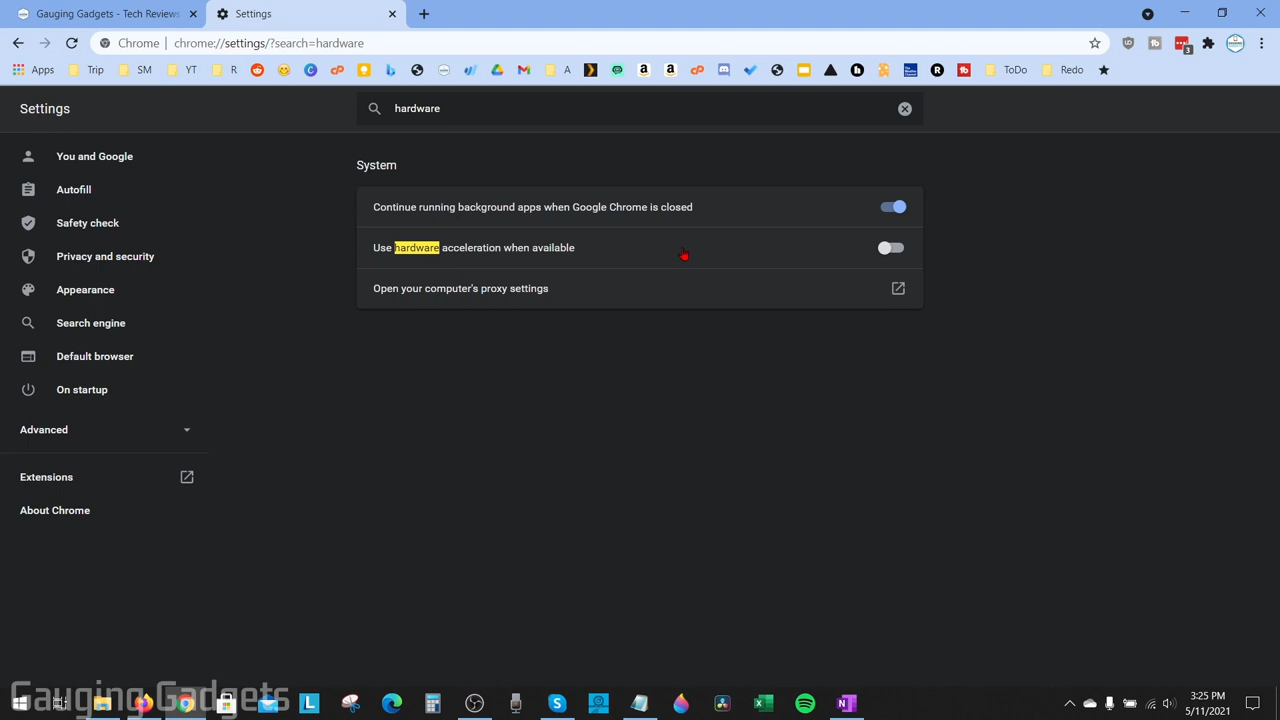 Gauging Gadgets - Tech Reviews
Settings
Chrome
chrome://settings/?search=hardware
3
Apps
Trip
SM
YT
R
A
ToDo
Redo
Settings
hardware
You and Google
Autofill
Safety check
Privacy and security
Appearance
Search engine
Default browser
On startup
Advanced
Extensions
About Chrome
System
Continue running background apps when Google Chrome is closed
Use hardware acceleration when available
Open your computer's proxy settings
Gauging Gadgets
3:25 PM
5/11/2021